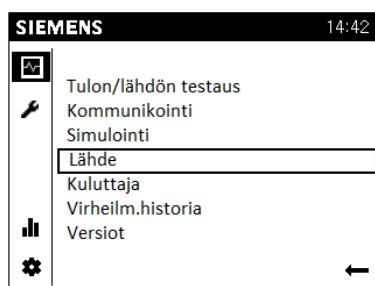 SIEMENS 14:42
Tulon/lähdön testaus
Kommunikointi
Simulointi
Lähde
Kuluttaja
Virheilm.historia
Versiot